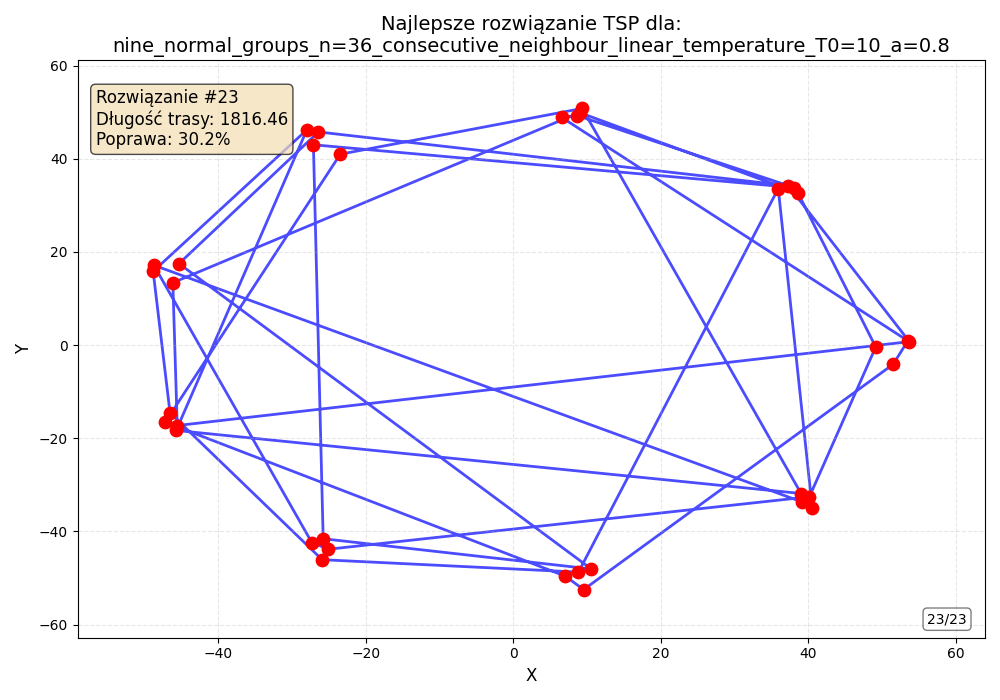 Najlepsze rozwiązanie TSP dla:
nine_normal_groups_n=36_consecutive_neighbour_linear_temperature_T0=10_a=0.8
Rozwiązanie #23
Długość trasy: 1816.46
Poprawa: 30.2%
60
40
20
0
−20
−40
−60
Y
23/23
−40
−20
0
20
40
60
X